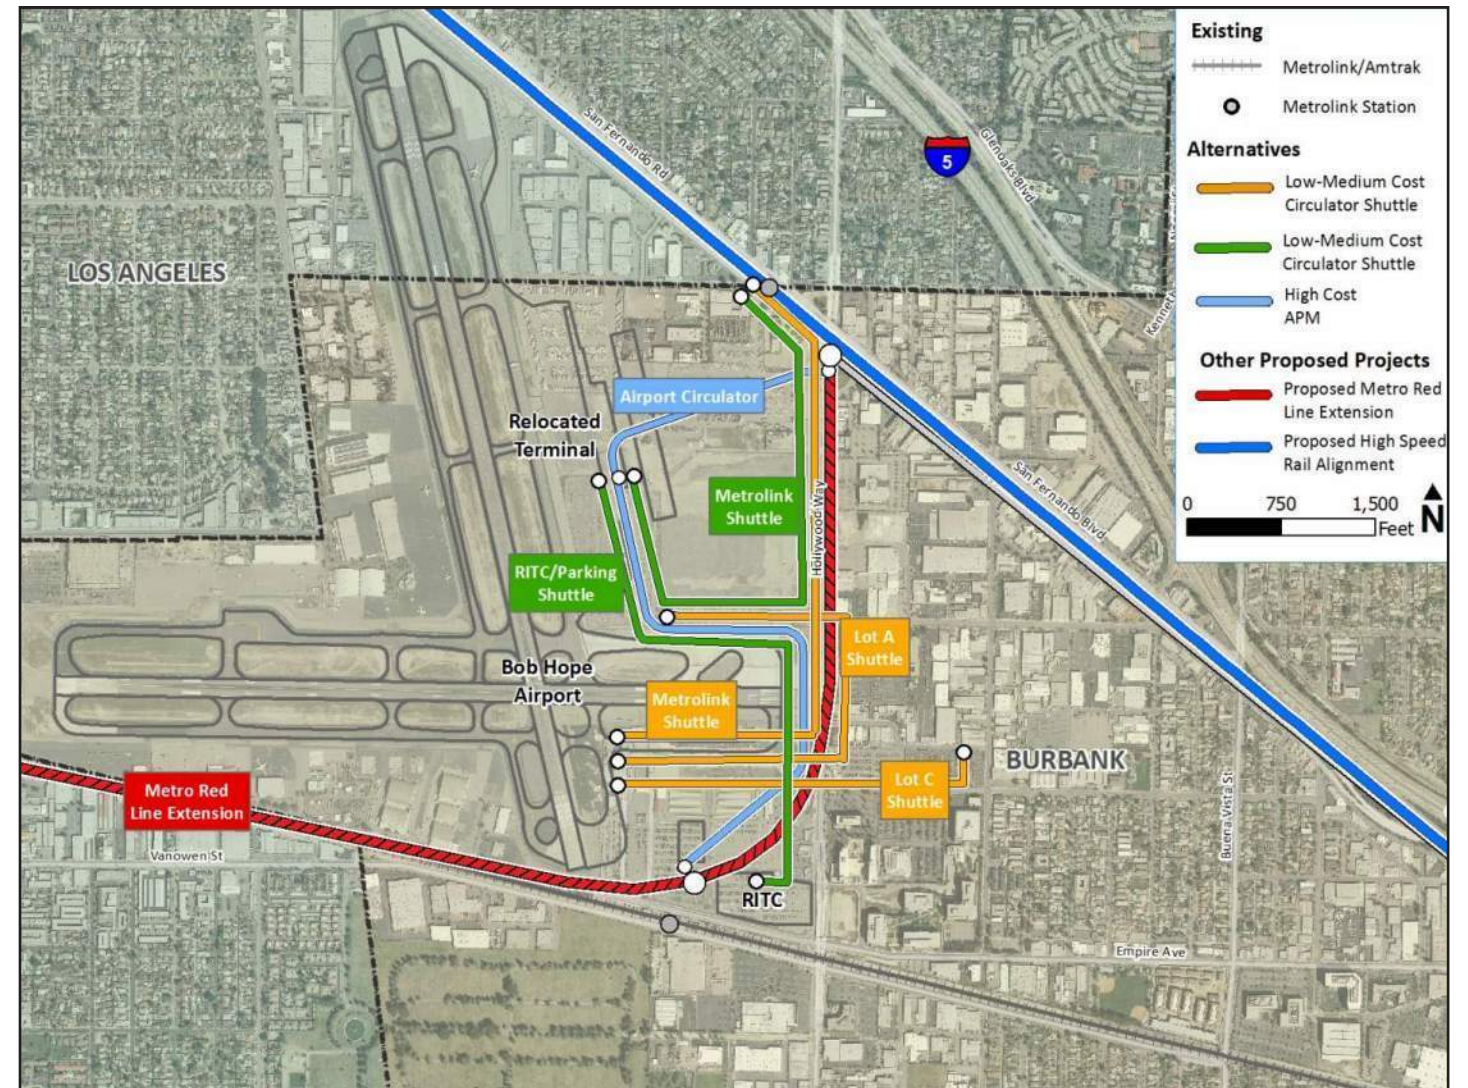 Existing
Metrolink/Amtrak
Metrolink Station
Alternatives
Low-Medium Cost
Circulator Shuttle
Low-Medium Cost
Circulator Shuttle
High Cost
APM
Other Proposed Projects
Proposed Metro Red
Line Extension
Proposed High Speed
Rail Alignment
0 750 1,500
Feet
N
San Fernando Rd
Glenoaks Blvd
5
LOS ANGELES
Airport Circulator
Relocated
Terminal
Metrolink
Shuttle
Hollywood Way
San Fernando Blvd
RITC/Parking
Shuttle
Lot A
Shuttle
Bob Hope
Airport
Metrolink
Shuttle
BURBANK
Lot C
Shuttle
Metro Red
Line Extension
Vanowen St
Buena Vista St
RITC
Empire Ave